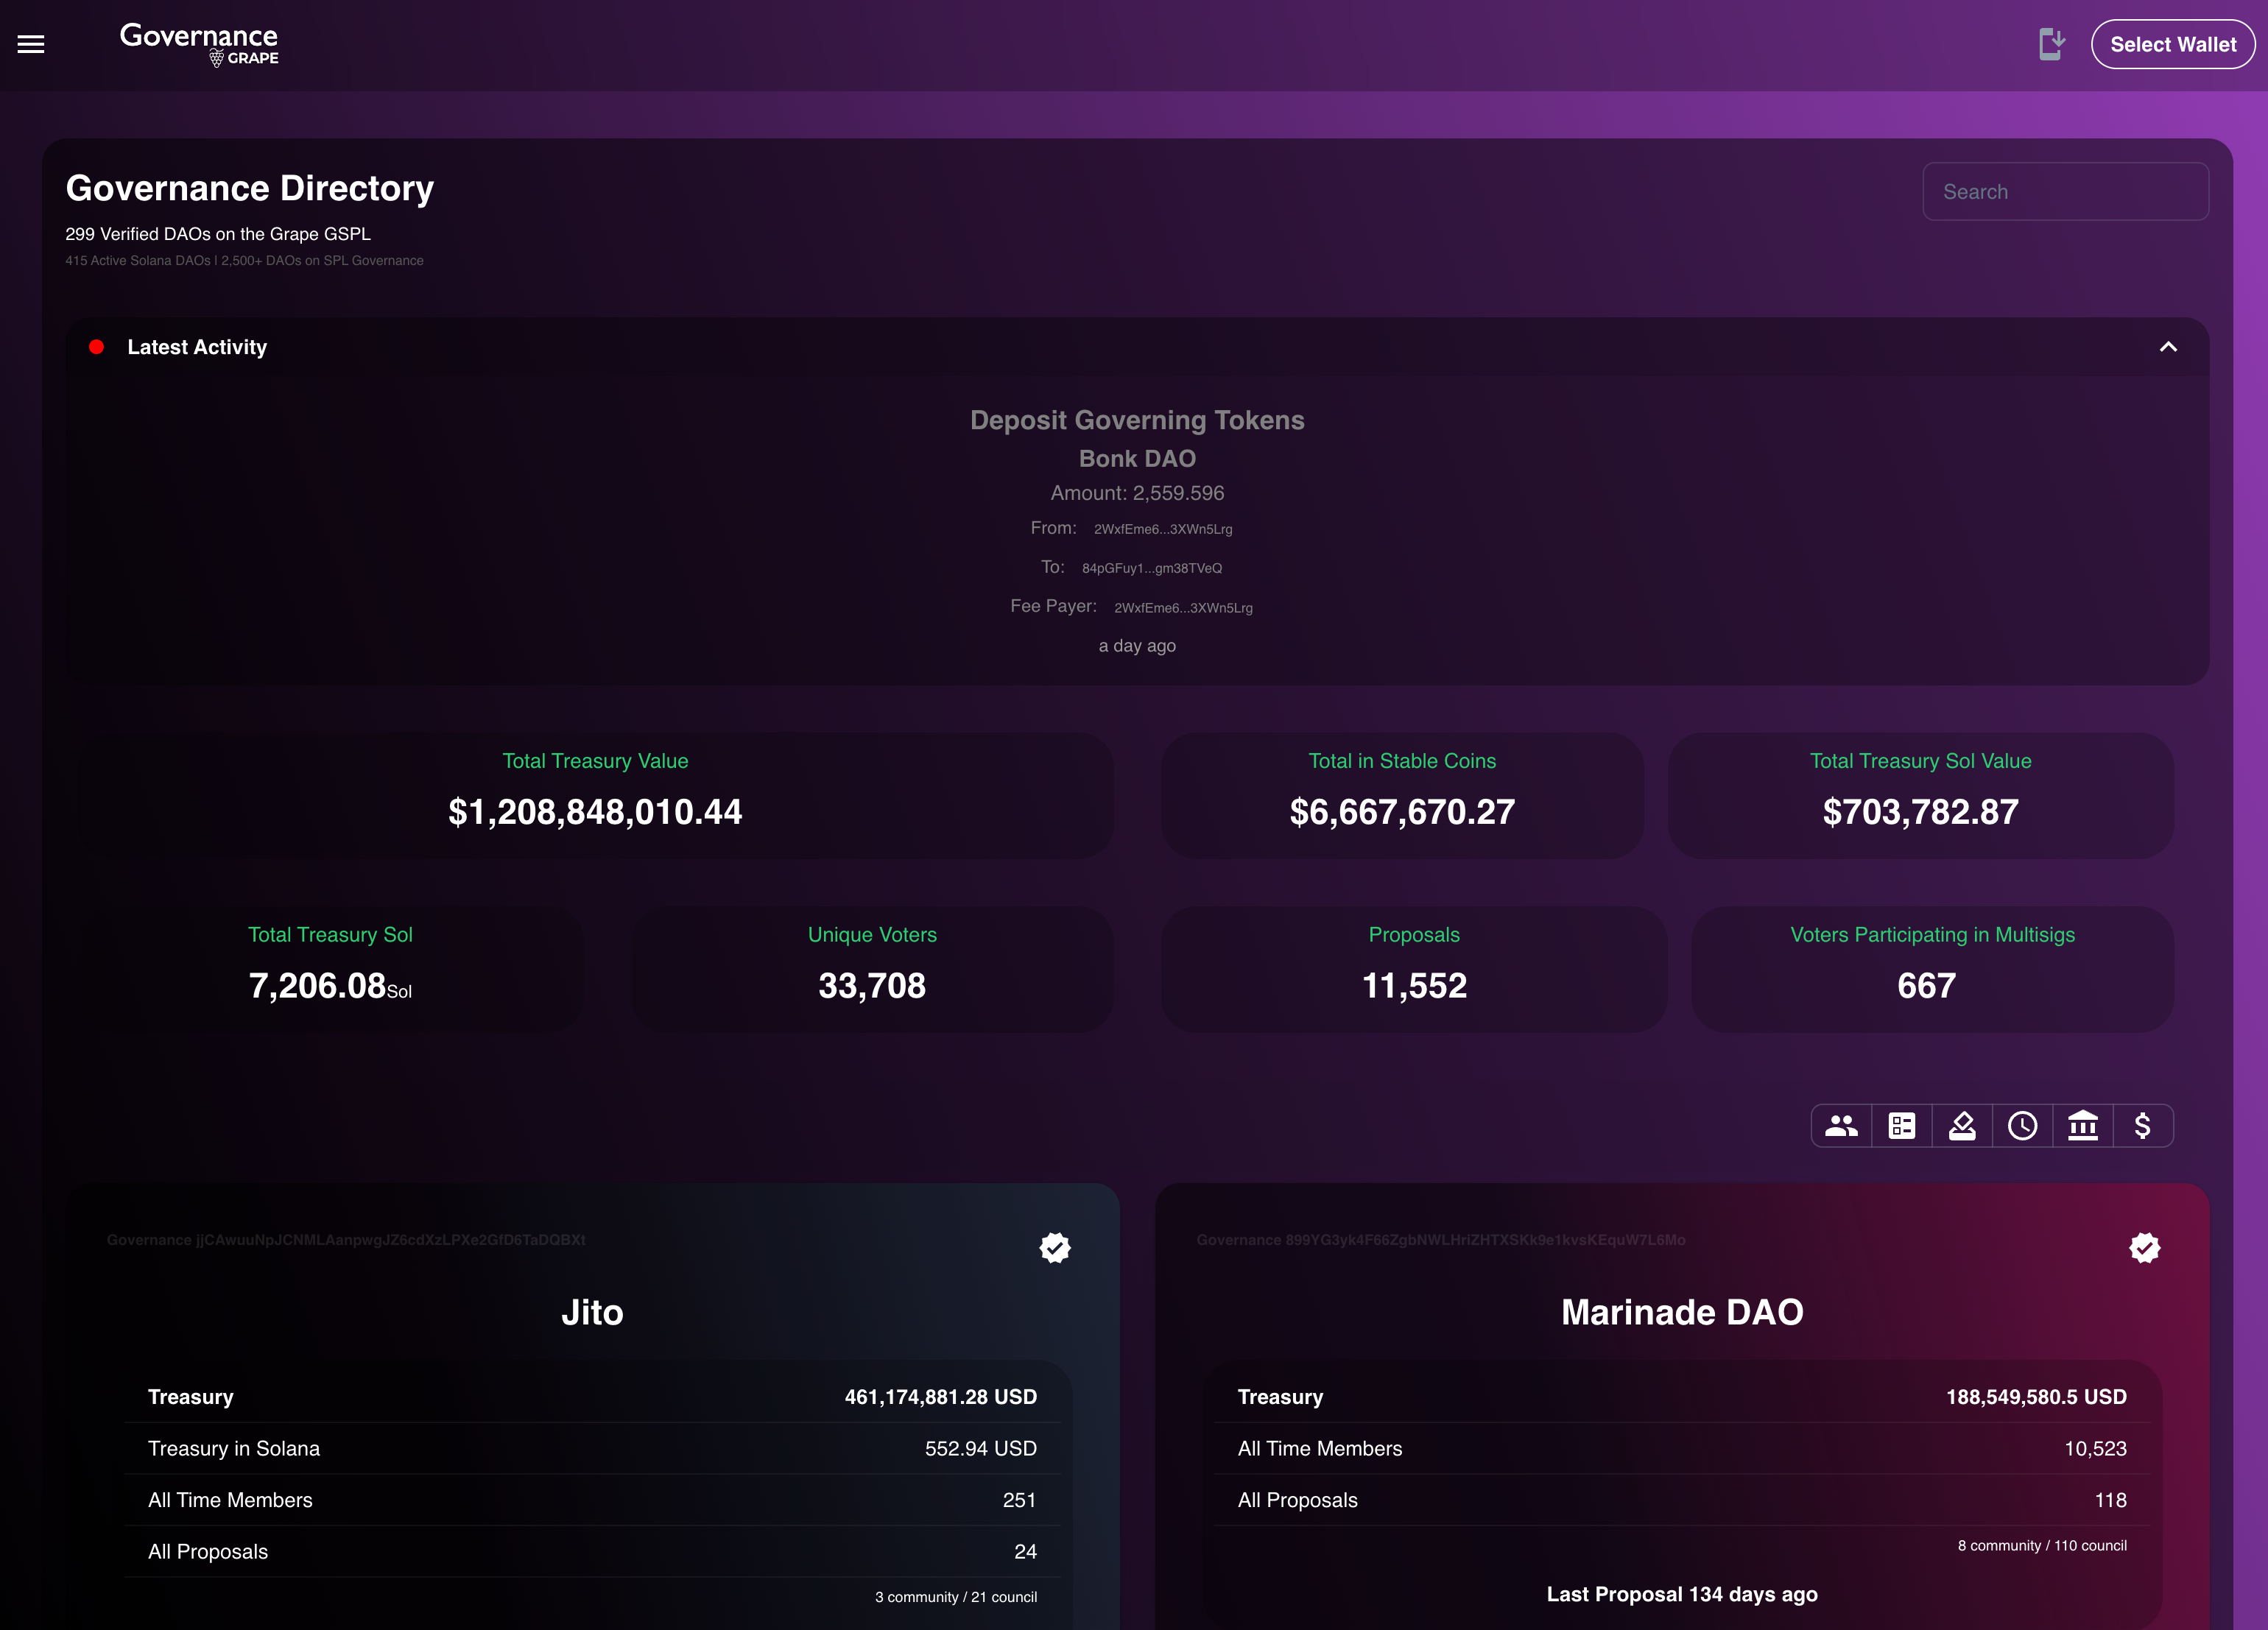 Governance
GRAPE
Select Wallet
Governance Directory
Search
299 Verified DAOs on the Grape GSPL
415 Active Solana DAOs | 2,500+ DAOs on SPL Governance
Latest Activity
Deposit Governing Tokens
Bonk DAO
Amount: 2,559.596
From: 2WxfEme6...3XWn5Lrg
To: 84pGFuy1...gm38TVeQ
Fee Payer: 2WxfEme6...3XWn5Lrg
a day ago
Total Treasury Value
$1,208,848,010.44
Total in Stable Coins
$6,667,670.27
Total Treasury Sol Value
$703,782.87
Total Treasury Sol
7,206.08Sol
Unique Voters
33,708
Proposals
11,552
Voters Participating in Multisigs
667
Governance jjCAwuuNpJCNMLAanpwgJZ6cdXzLPXe2GfD6TaDQBXt
Jito
Treasury 461,174,881.28 USD
Treasury in Solana 552.94 USD
All Time Members 251
All Proposals 24
3 community / 21 council
Governance 899YG3yk4F66ZgbNWLHriZHTXSKk9e1kvsKEquW7L6Mo
Marinade DAO
Treasury 188,549,580.5 USD
All Time Members 10,523
All Proposals 118
8 community / 110 council
Last Proposal 134 days ago